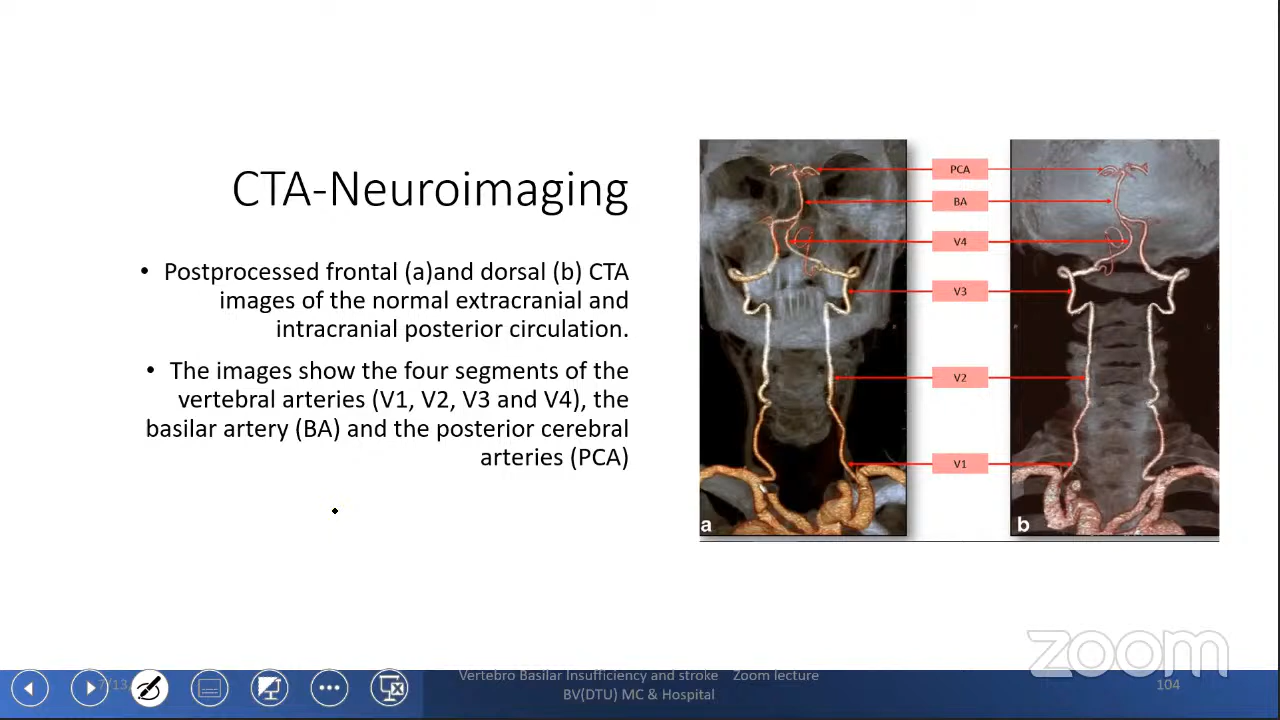 CTA-Neuroimaging
• Postprocessed frontal (a)and dorsal (b) CTA
images of the normal extracranial and
intracranial posterior circulation.
• The images show the four segments of the
vertebral arteries (V1, V2, V3 and V4), the
basilar artery (BA) and the posterior cerebral
arteries (PCA)
PCA
BA
V4
V3
V2
V1
a
b
zoom
7/13/
Vertebro Basilar Insufficiency and stroke Zoom lecture
BV(DTU) MC & Hospital
104